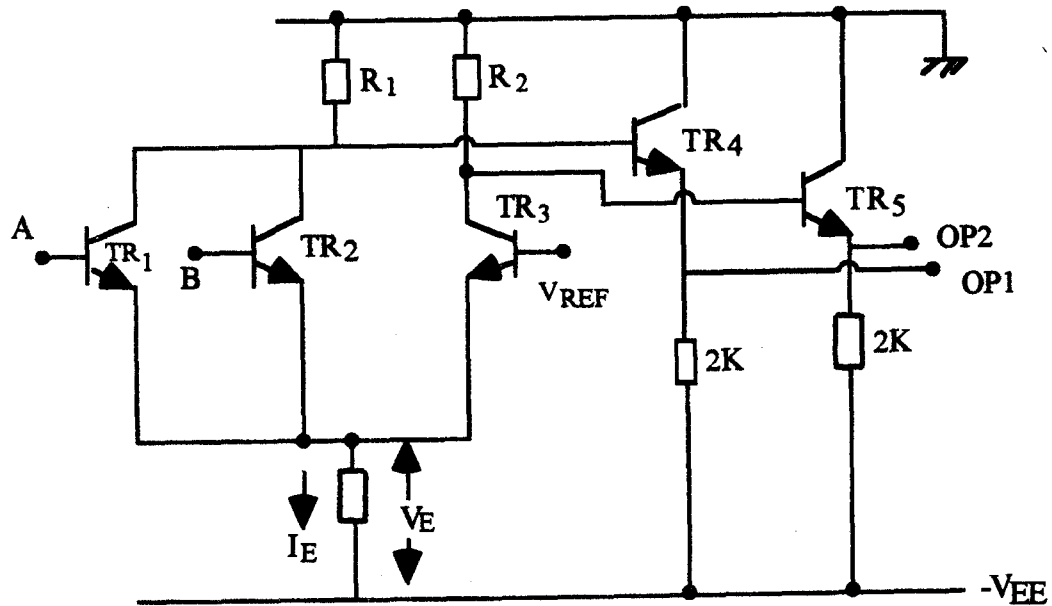 R1
R2
TR4
TR5
A
TR1
B
TR2
TR3
VREF
OP2
OP1
2K
2K
IE
VE
-VEE